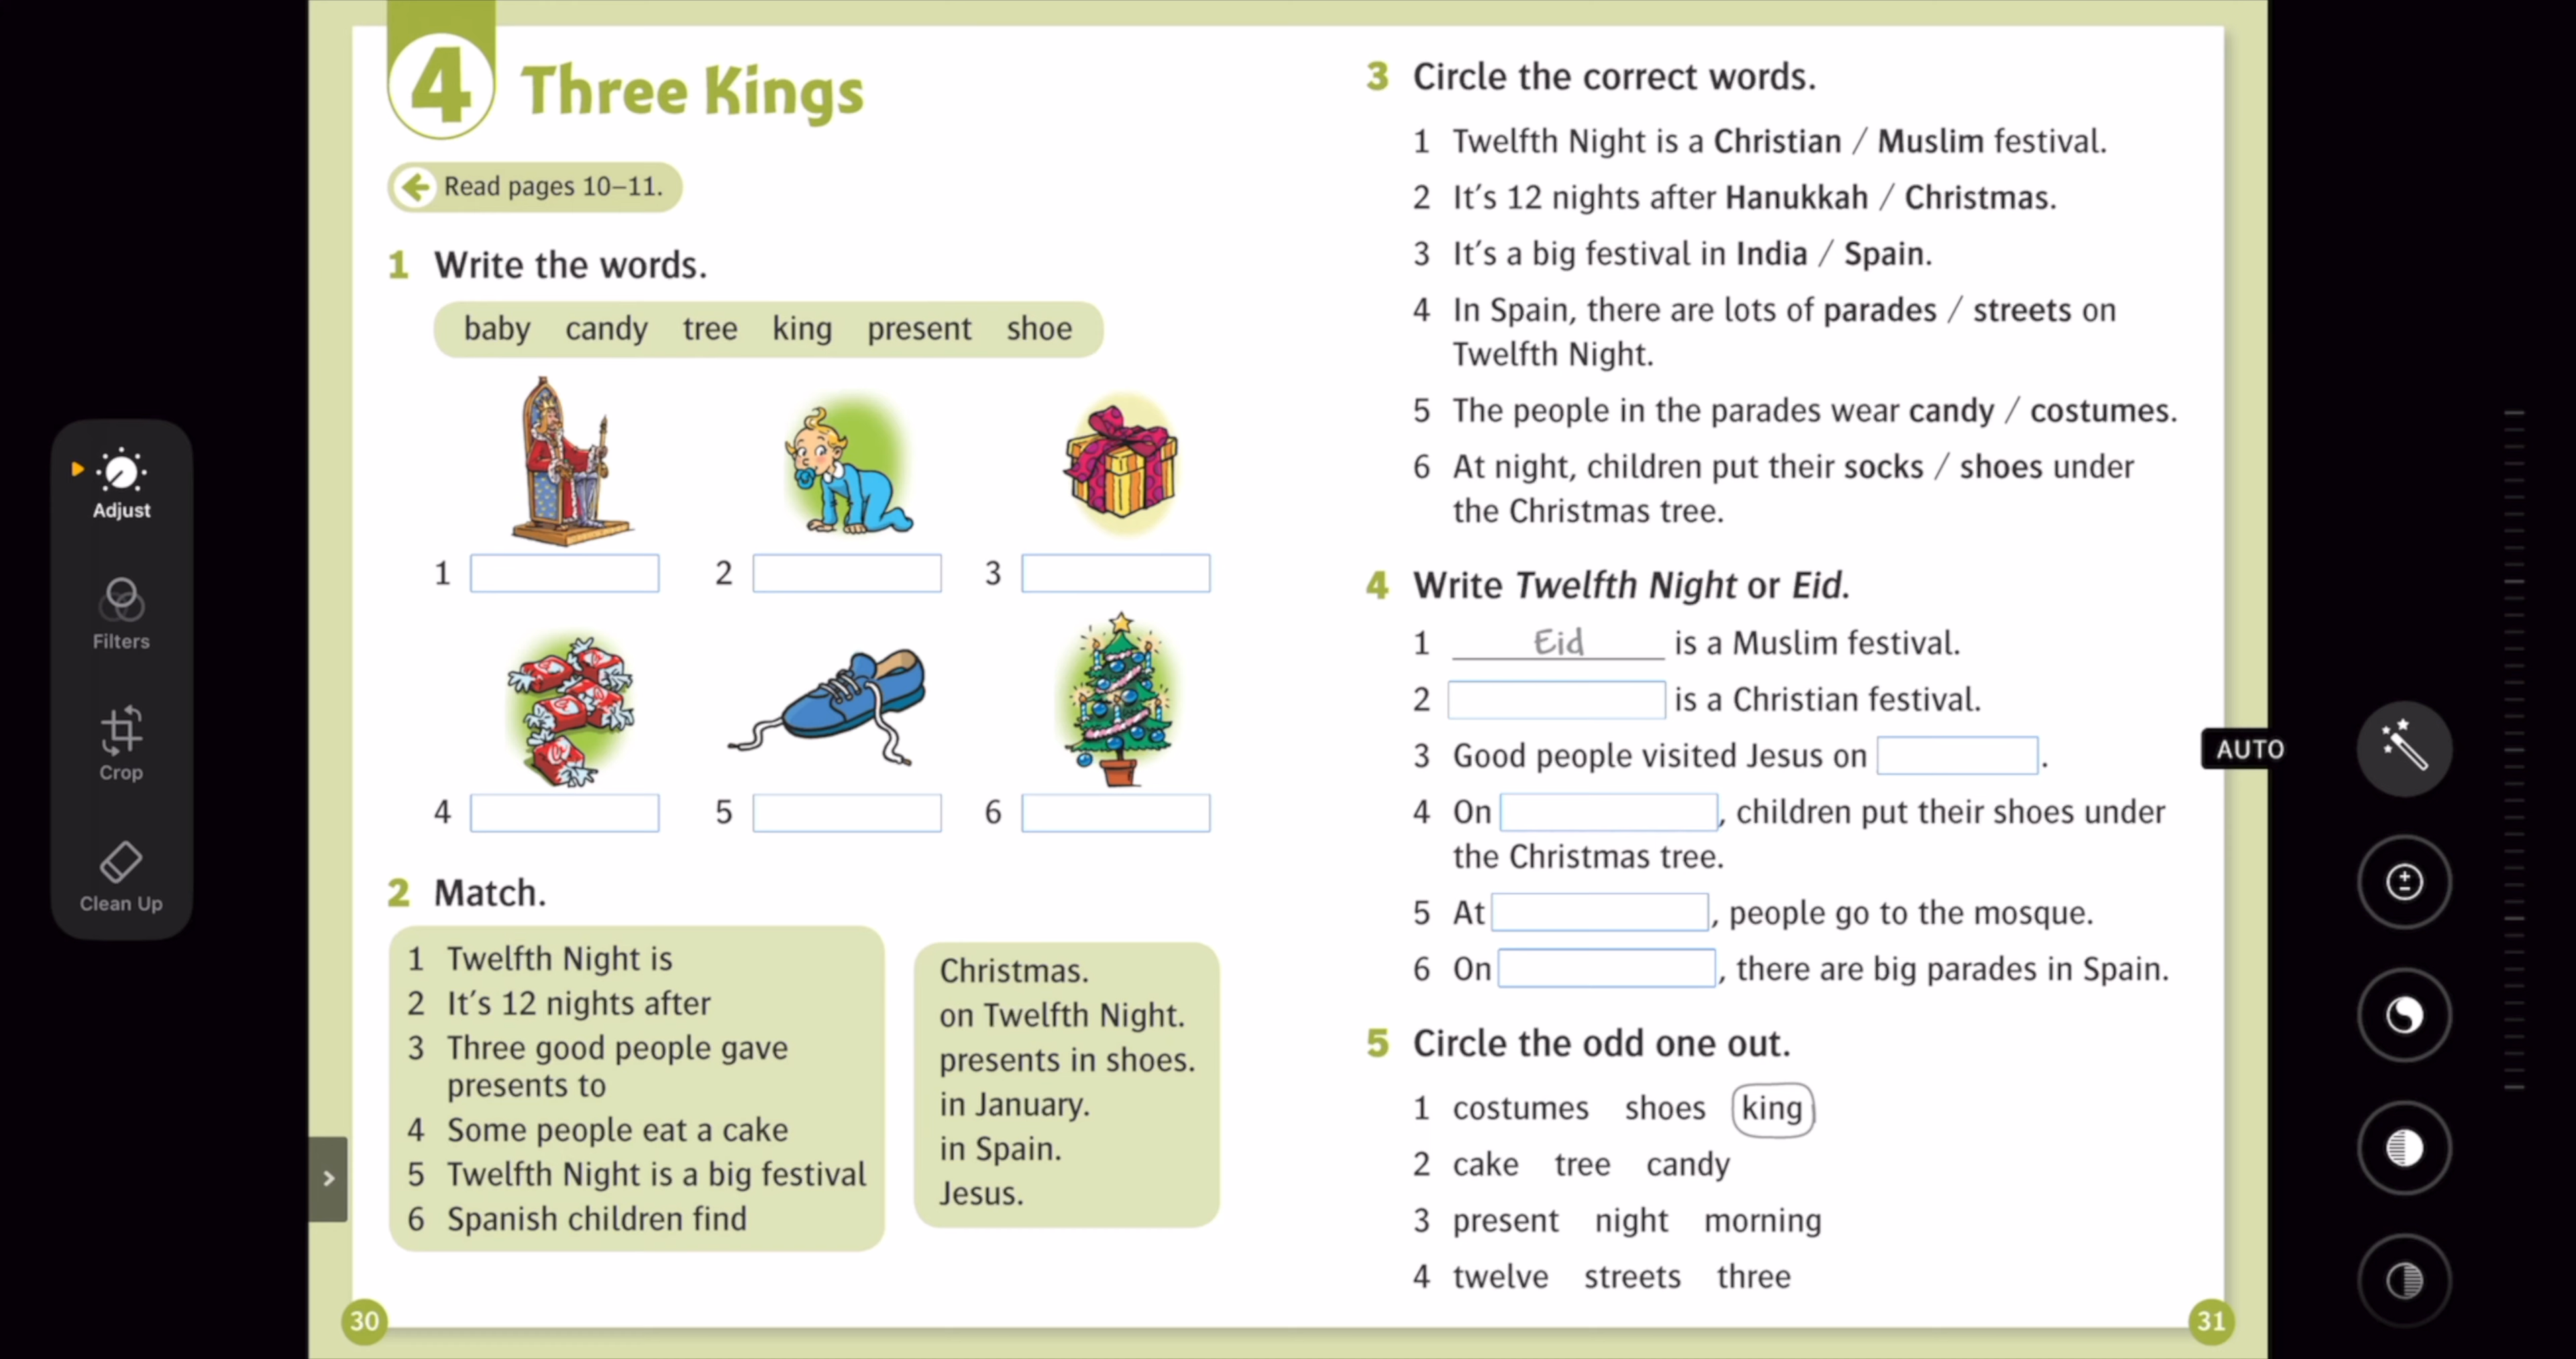 4 Three Kings
Read pages 10–11.
1 Write the words.
baby candy tree king present shoe
1
2
3
4
5
6
2 Match.
1 Twelfth Night is
2 It's 12 nights after
3 Three good people gave
presents to
4 Some people eat a cake
5 Twelfth Night is a big festival
6 Spanish children find
Christmas.
on Twelfth Night.
presents in shoes.
in January.
in Spain.
Jesus.
30
3 Circle the correct words.
1 Twelfth Night is a Christian / Muslim festival.
2 It's 12 nights after Hanukkah / Christmas.
3 It's a big festival in India / Spain.
4 In Spain, there are lots of parades / streets on
Twelfth Night.
5 The people in the parades wear candy / costumes.
6 At night, children put their socks / shoes under
the Christmas tree.
4 Write Twelfth Night or Eid.
1 Eid is a Muslim festival.
2 is a Christian festival.
3 Good people visited Jesus on .
4 On , children put their shoes under
the Christmas tree.
5 At , people go to the mosque.
6 On , there are big parades in Spain.
5 Circle the odd one out.
1 costumes shoes king
2 cake tree candy
3 present night morning
4 twelve streets three
31
Adjust
Filters
Crop
Clean Up
AUTO